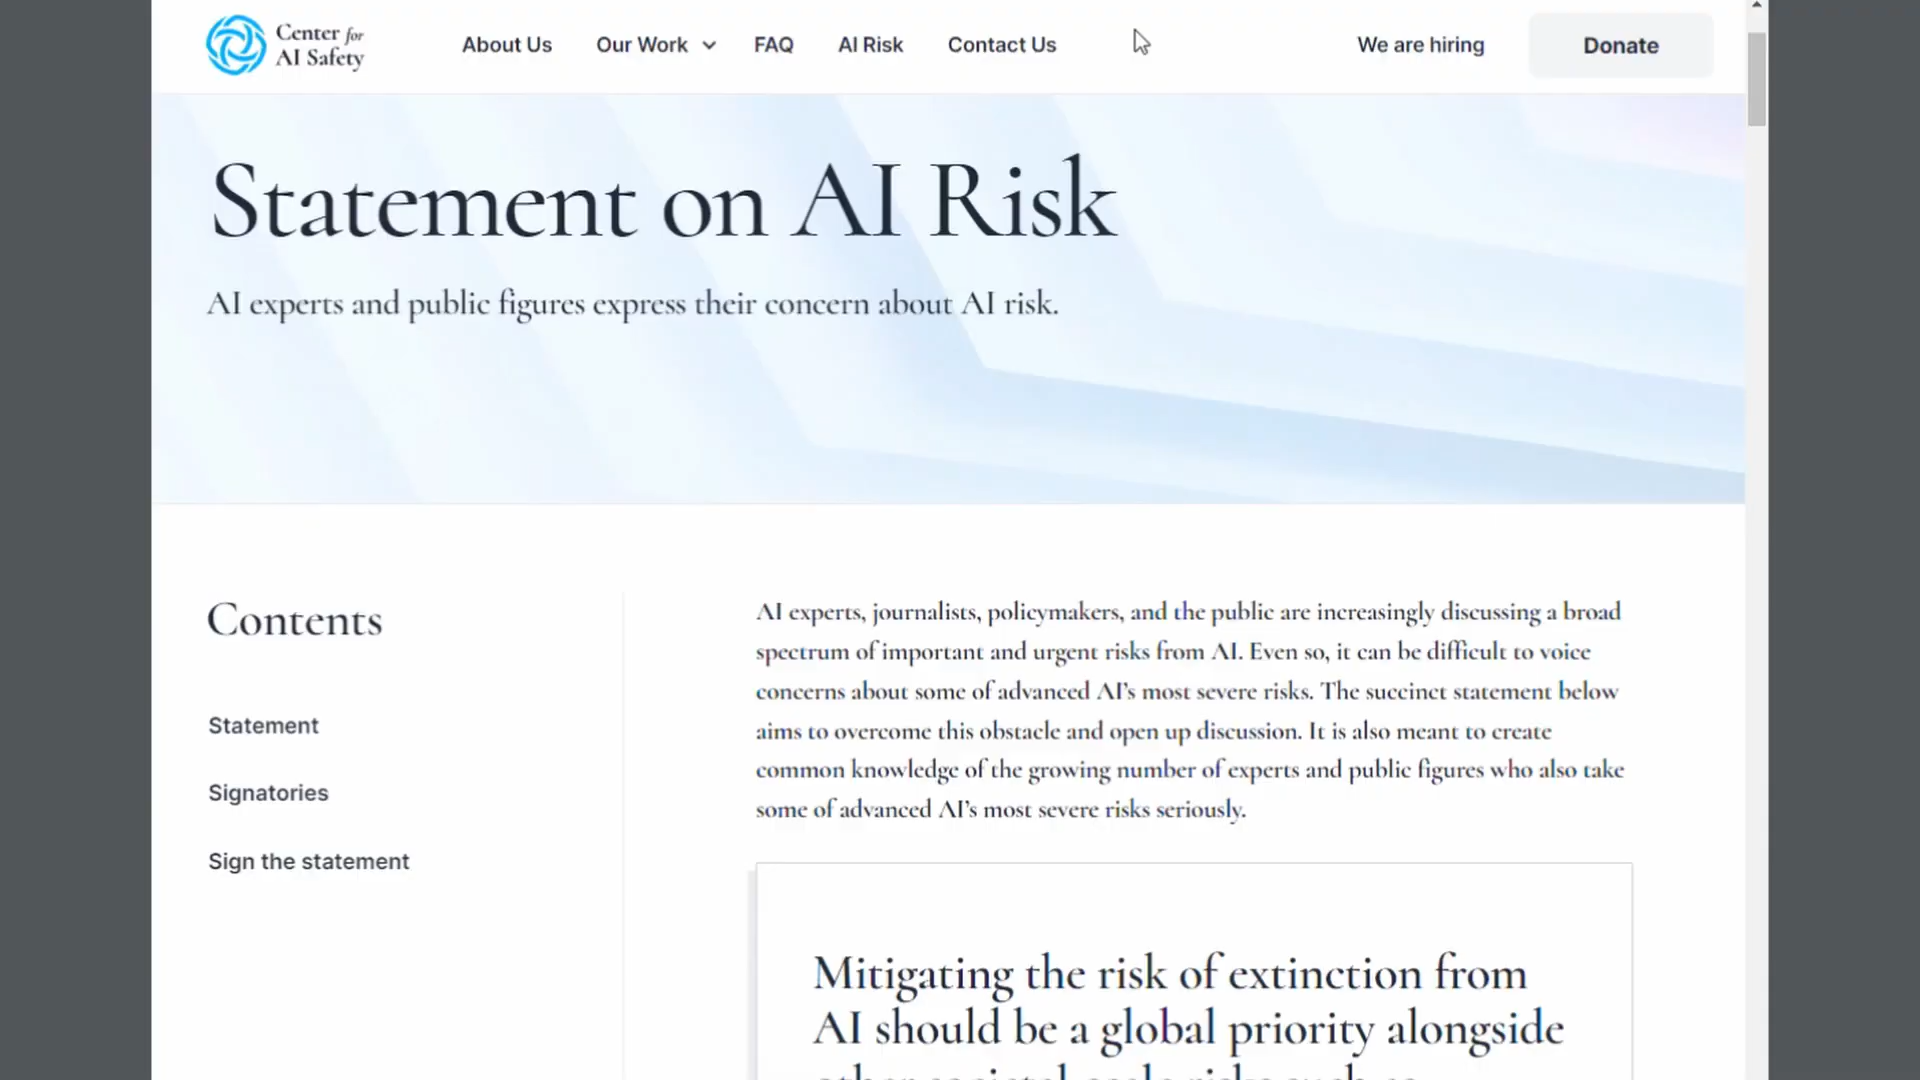 Center for
AI Safety
About Us
Our Work
FAQ
AI Risk
Contact Us
We are hiring
Donate
Statement on AI Risk
AI experts and public figures express their concern about AI risk.
Contents
Statement
Signatories
Sign the statement
AI experts, journalists, policymakers, and the public are increasingly discussing a broad
spectrum of important and urgent risks from AI. Even so, it can be difficult to voice
concerns about some of advanced AI’s most severe risks. The succinct statement below
aims to overcome this obstacle and open up discussion. It is also meant to create
common knowledge of the growing number of experts and public figures who also take
some of advanced AI’s most severe risks seriously.
Mitigating the risk of extinction from
AI should be a global priority alongside